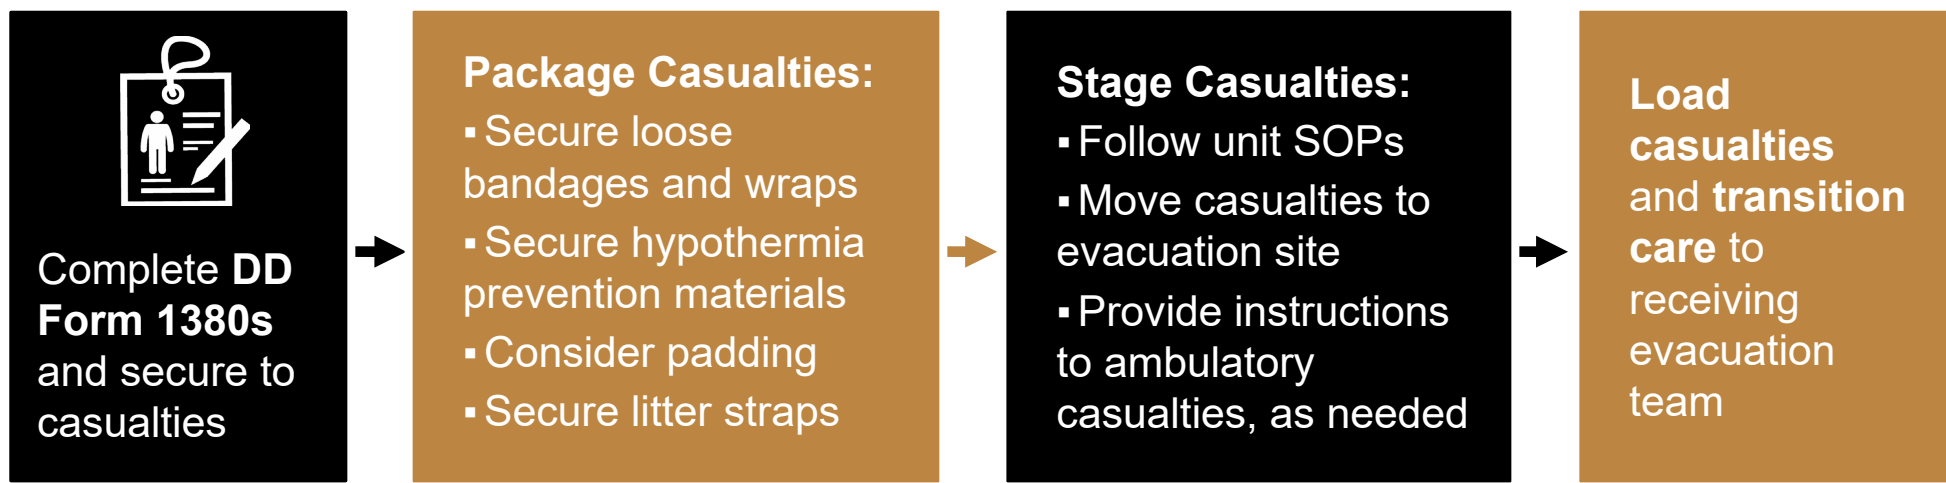 Complete DD
Form 1380s
and secure to
casualties
Package Casualties:
▪ Secure loose
bandages and wraps
▪ Secure hypothermia
prevention materials
▪ Consider padding
▪ Secure litter straps
Stage Casualties:
▪ Follow unit SOPs
▪ Move casualties to
evacuation site
▪ Provide instructions
to ambulatory
casualties, as needed
Load
casualties
and transition
care to
receiving
evacuation
team